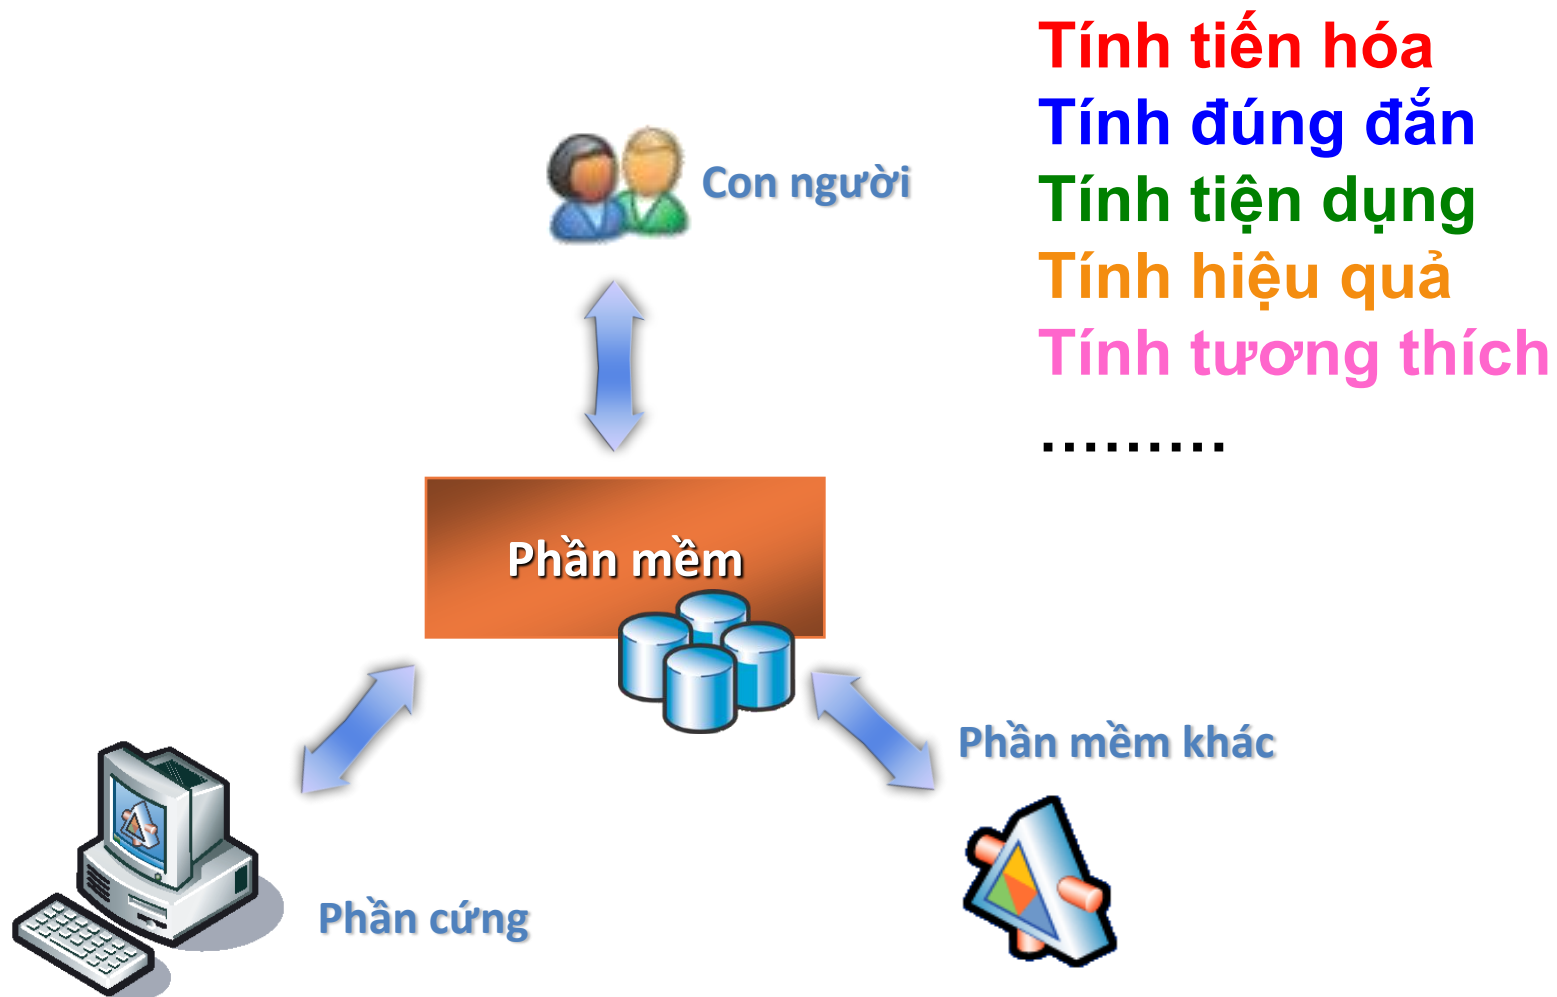 Tính tiến hóa
Tính đúng đắn
Tính tiện dụng
Tính hiệu quả
Tính tương thích
.........
Con người
Phần mềm
Phần mềm khác
Phần cứng